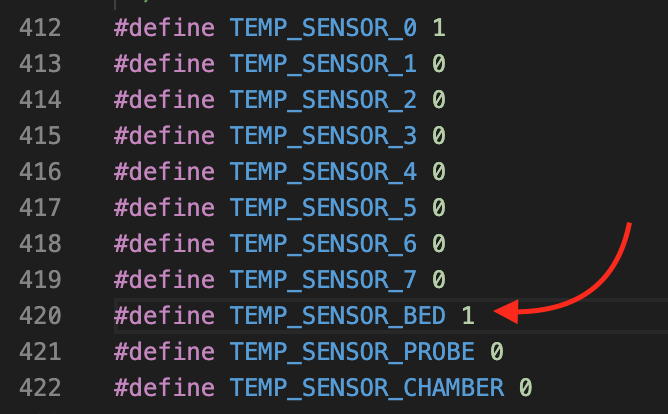 412 #define TEMP_SENSOR_0 1
413 #define TEMP_SENSOR_1 0
414 #define TEMP_SENSOR_2 0
415 #define TEMP_SENSOR_3 0
416 #define TEMP_SENSOR_4 0
417 #define TEMP_SENSOR_5 0
418 #define TEMP_SENSOR_6 0
419 #define TEMP_SENSOR_7 0
420 #define TEMP_SENSOR_BED 1
421 #define TEMP_SENSOR_PROBE 0
422 #define TEMP_SENSOR_CHAMBER 0